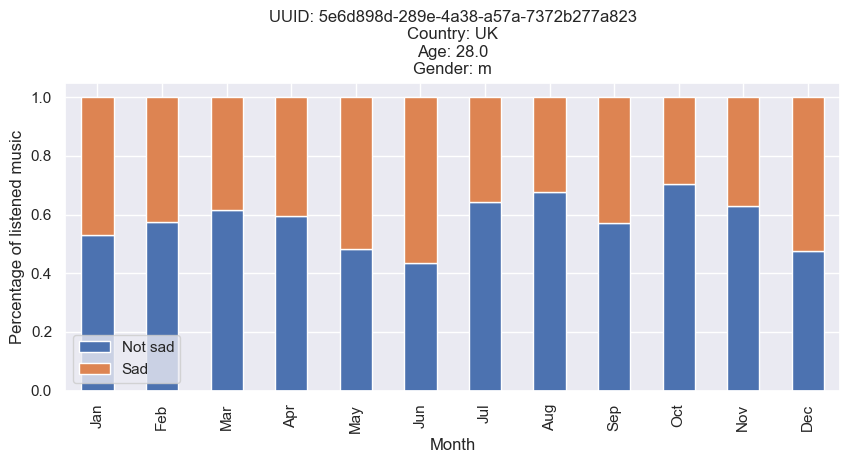 UUID: 5e6d898d-289e-4a38-a57a-7372b277a823
Country: UK
Age: 28.0
Gender: m
Percentage of listened music
1.0
0.8
0.6
0.4
0.2
0.0
Not sad
Sad
Jan Feb Mar Apr May Jun Jul Aug Sep Oct Nov Dec
Month